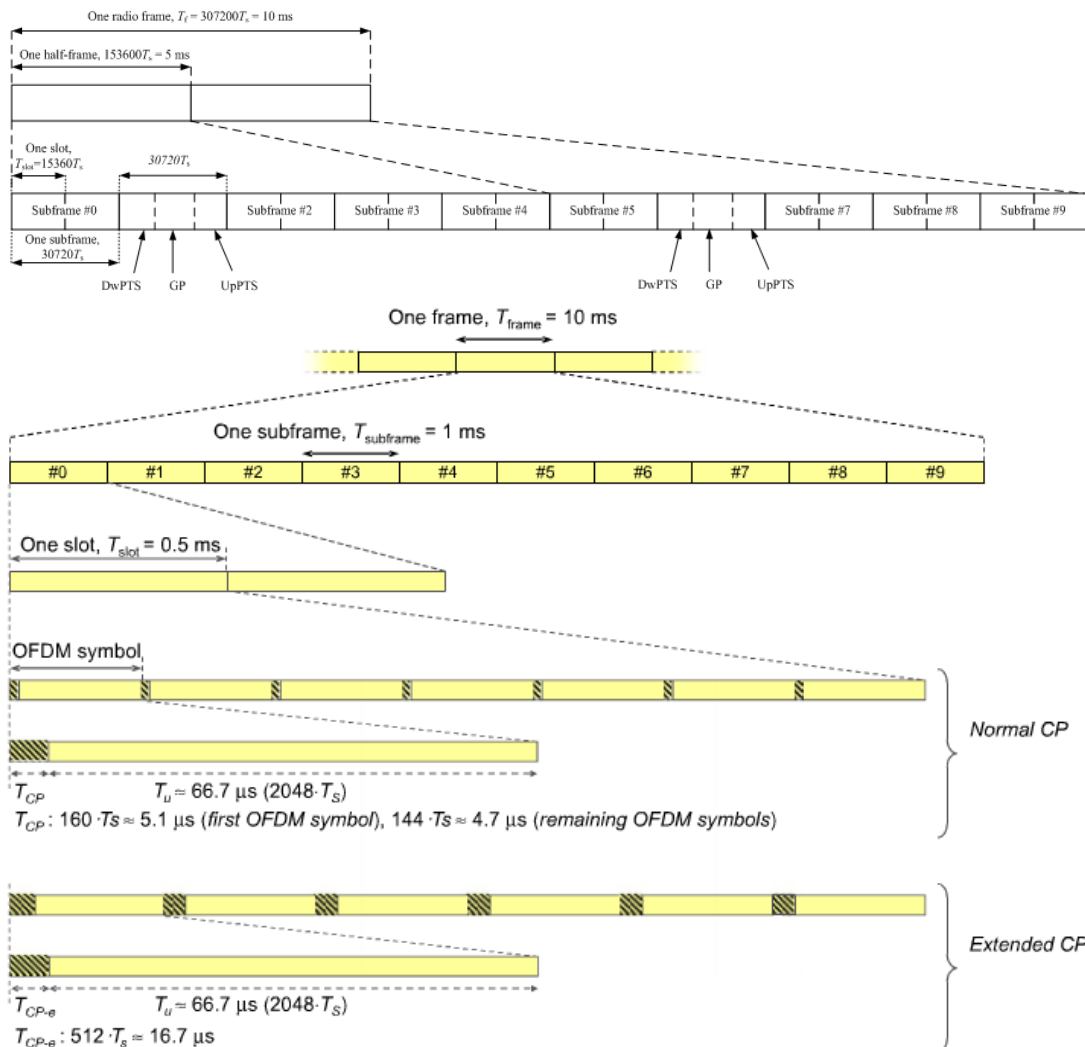 One radio frame, Tf = 307200Ts = 10 ms
One half-frame, 153600Ts = 5 ms
One slot,
Tslot=15360Ts
30720Ts
Subframe #0
Subframe #2
Subframe #3
Subframe #4
Subframe #5
Subframe #7
Subframe #8
Subframe #9
One subframe,
30720Ts
DwPTS
GP
UpPTS
DwPTS
GP
UpPTS
One frame, Tframe = 10 ms
One subframe, Tsubframe = 1 ms
#0 #1 #2 #3 #4 #5 #6 #7 #8 #9
One slot, Tslot = 0.5 ms
OFDM symbol
Normal CP
TCP Tu ≈ 66.7 μs (2048·TS)
TCP : 160 ·Ts ≈ 5.1 μs (first OFDM symbol), 144 ·Ts ≈ 4.7 μs (remaining OFDM symbols)
Extended CP
TCP-e Tu ≈ 66.7 μs (2048·TS)
TCP-e : 512 ·Ts ≈ 16.7 μs